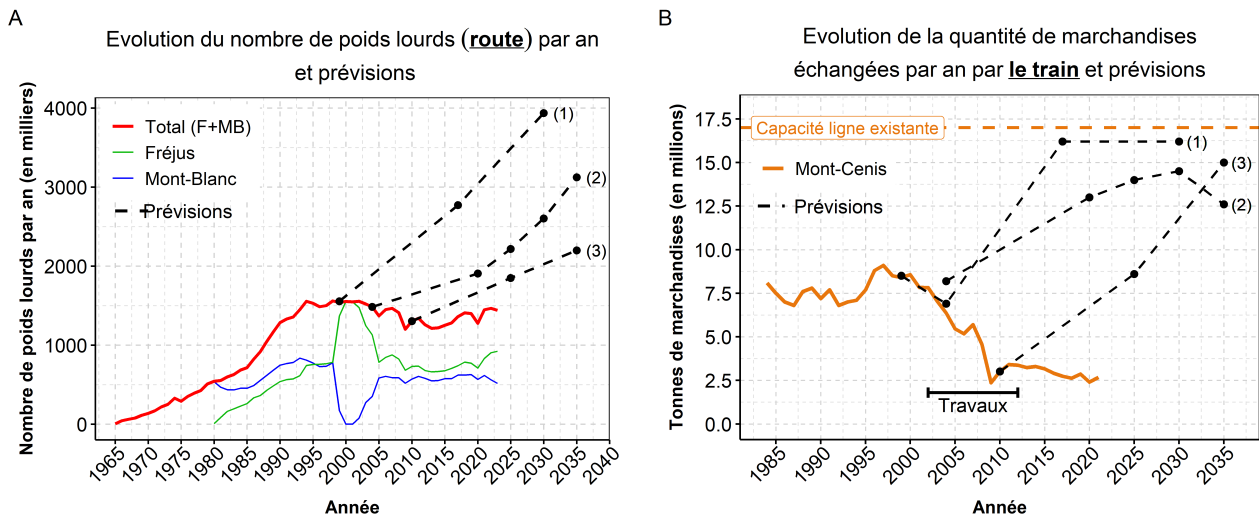 A
Evolution du nombre de poids lourds (route) par an
et prévisions
Nombre de poids lourds par an (en milliers)
4000
3000
2000
1000
0
Total (F+MB)
Fréjus
Mont-Blanc
Prévisions
(1)
(2)
(3)
1965
1970
1975
1980
1985
1990
1995
2000
2005
2010
2015
2020
2025
2030
2035
2040
Année
B
Evolution de la quantité de marchandises
échangées par an par le train et prévisions
Tonnes de marchandises (en millions)
17.5
15.0
12.5
10.0
7.5
5.0
2.5
0.0
Capacité ligne existante
Mont-Cenis
Prévisions
(1)
(3)
(2)
Travaux
1985
1990
1995
2000
2005
2010
2015
2020
2025
2030
2035
Année